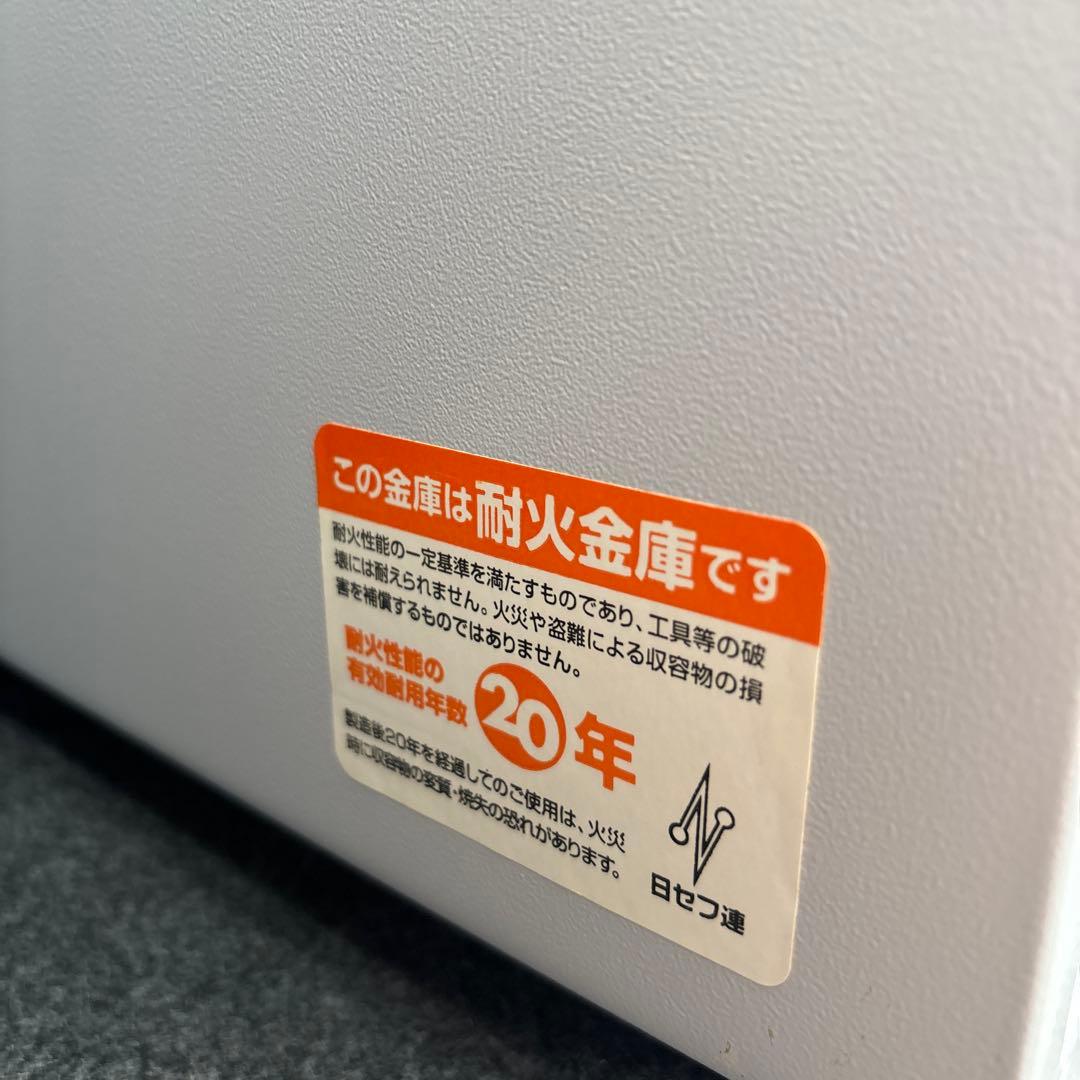 この金庫は耐火金庫です
耐火性能の一定基準を満たすものであり、工具等の破
壊には耐えられません。火災や盗難による収容物の損
害を補償するものではありません。
耐火性能の
有効耐用年数 20年
製造後20年を経過してのご使用は、火災
時に収容物の変質・焼失の恐れがあります。
日セフ連